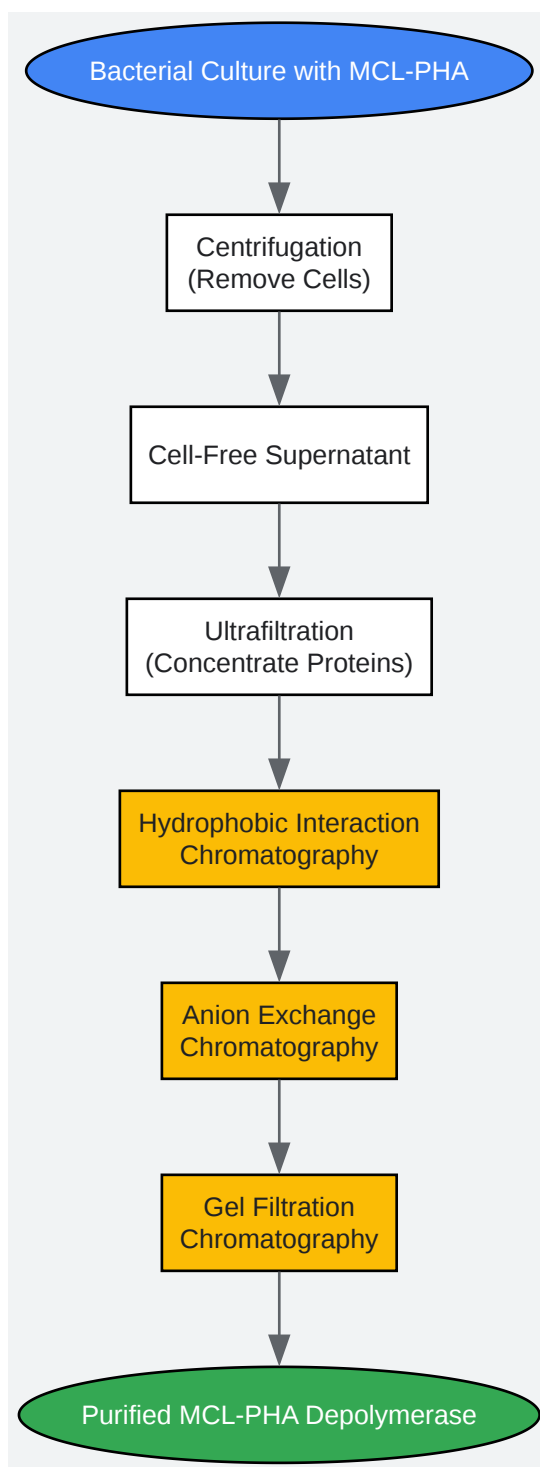 Bacterial Culture with MCL-PHA
Centrifugation
(Remove Cells)
Cell-Free Supernatant
Ultrafiltration
(Concentrate Proteins)
Hydrophobic Interaction
Chromatography
Anion Exchange
Chromatography
Gel Filtration
Chromatography
Purified MCL-PHA Depolymerase